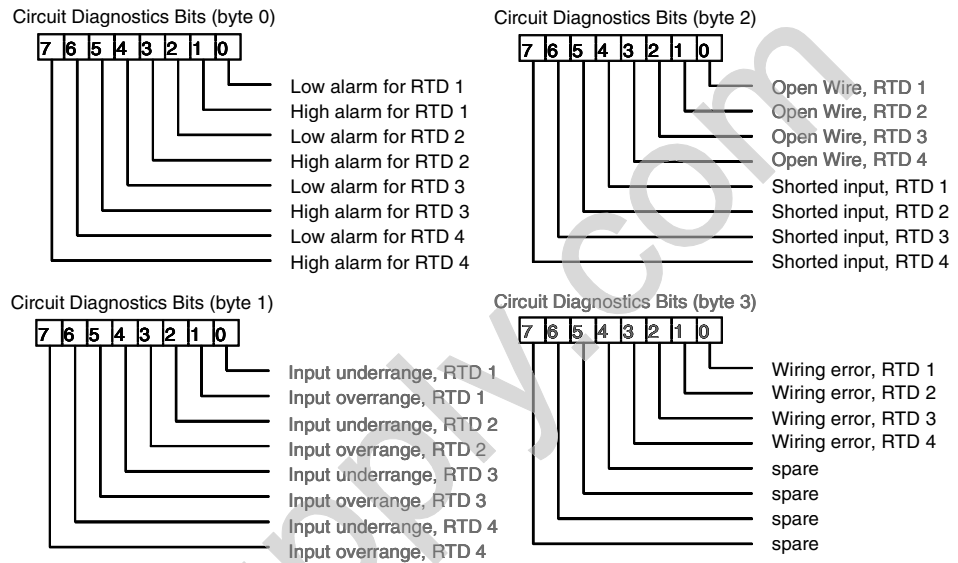 Circuit Diagnostics Bits (byte 0)
7 6 5 4 3 2 1 0
Low alarm for RTD 1
High alarm for RTD 1
Low alarm for RTD 2
High alarm for RTD 2
Low alarm for RTD 3
High alarm for RTD 3
Low alarm for RTD 4
High alarm for RTD 4
Circuit Diagnostics Bits (byte 2)
7 6 5 4 3 2 1 0
Open Wire, RTD 1
Open Wire, RTD 2
Open Wire, RTD 3
Open Wire, RTD 4
Shorted input, RTD 1
Shorted input, RTD 2
Shorted input, RTD 3
Shorted input, RTD 4
Circuit Diagnostics Bits (byte 1)
7 6 5 4 3 2 1 0
Input underrange, RTD 1
Input overrange, RTD 1
Input underrange, RTD 2
Input overrange, RTD 2
Input underrange, RTD 3
Input overrange, RTD 3
Input underrange, RTD 4
Input overrange, RTD 4
Circuit Diagnostics Bits (byte 3)
7 6 5 4 3 2 1 0
Wiring error, RTD 1
Wiring error, RTD 2
Wiring error, RTD 3
Wiring error, RTD 4
spare
spare
spare
spare
pply.com